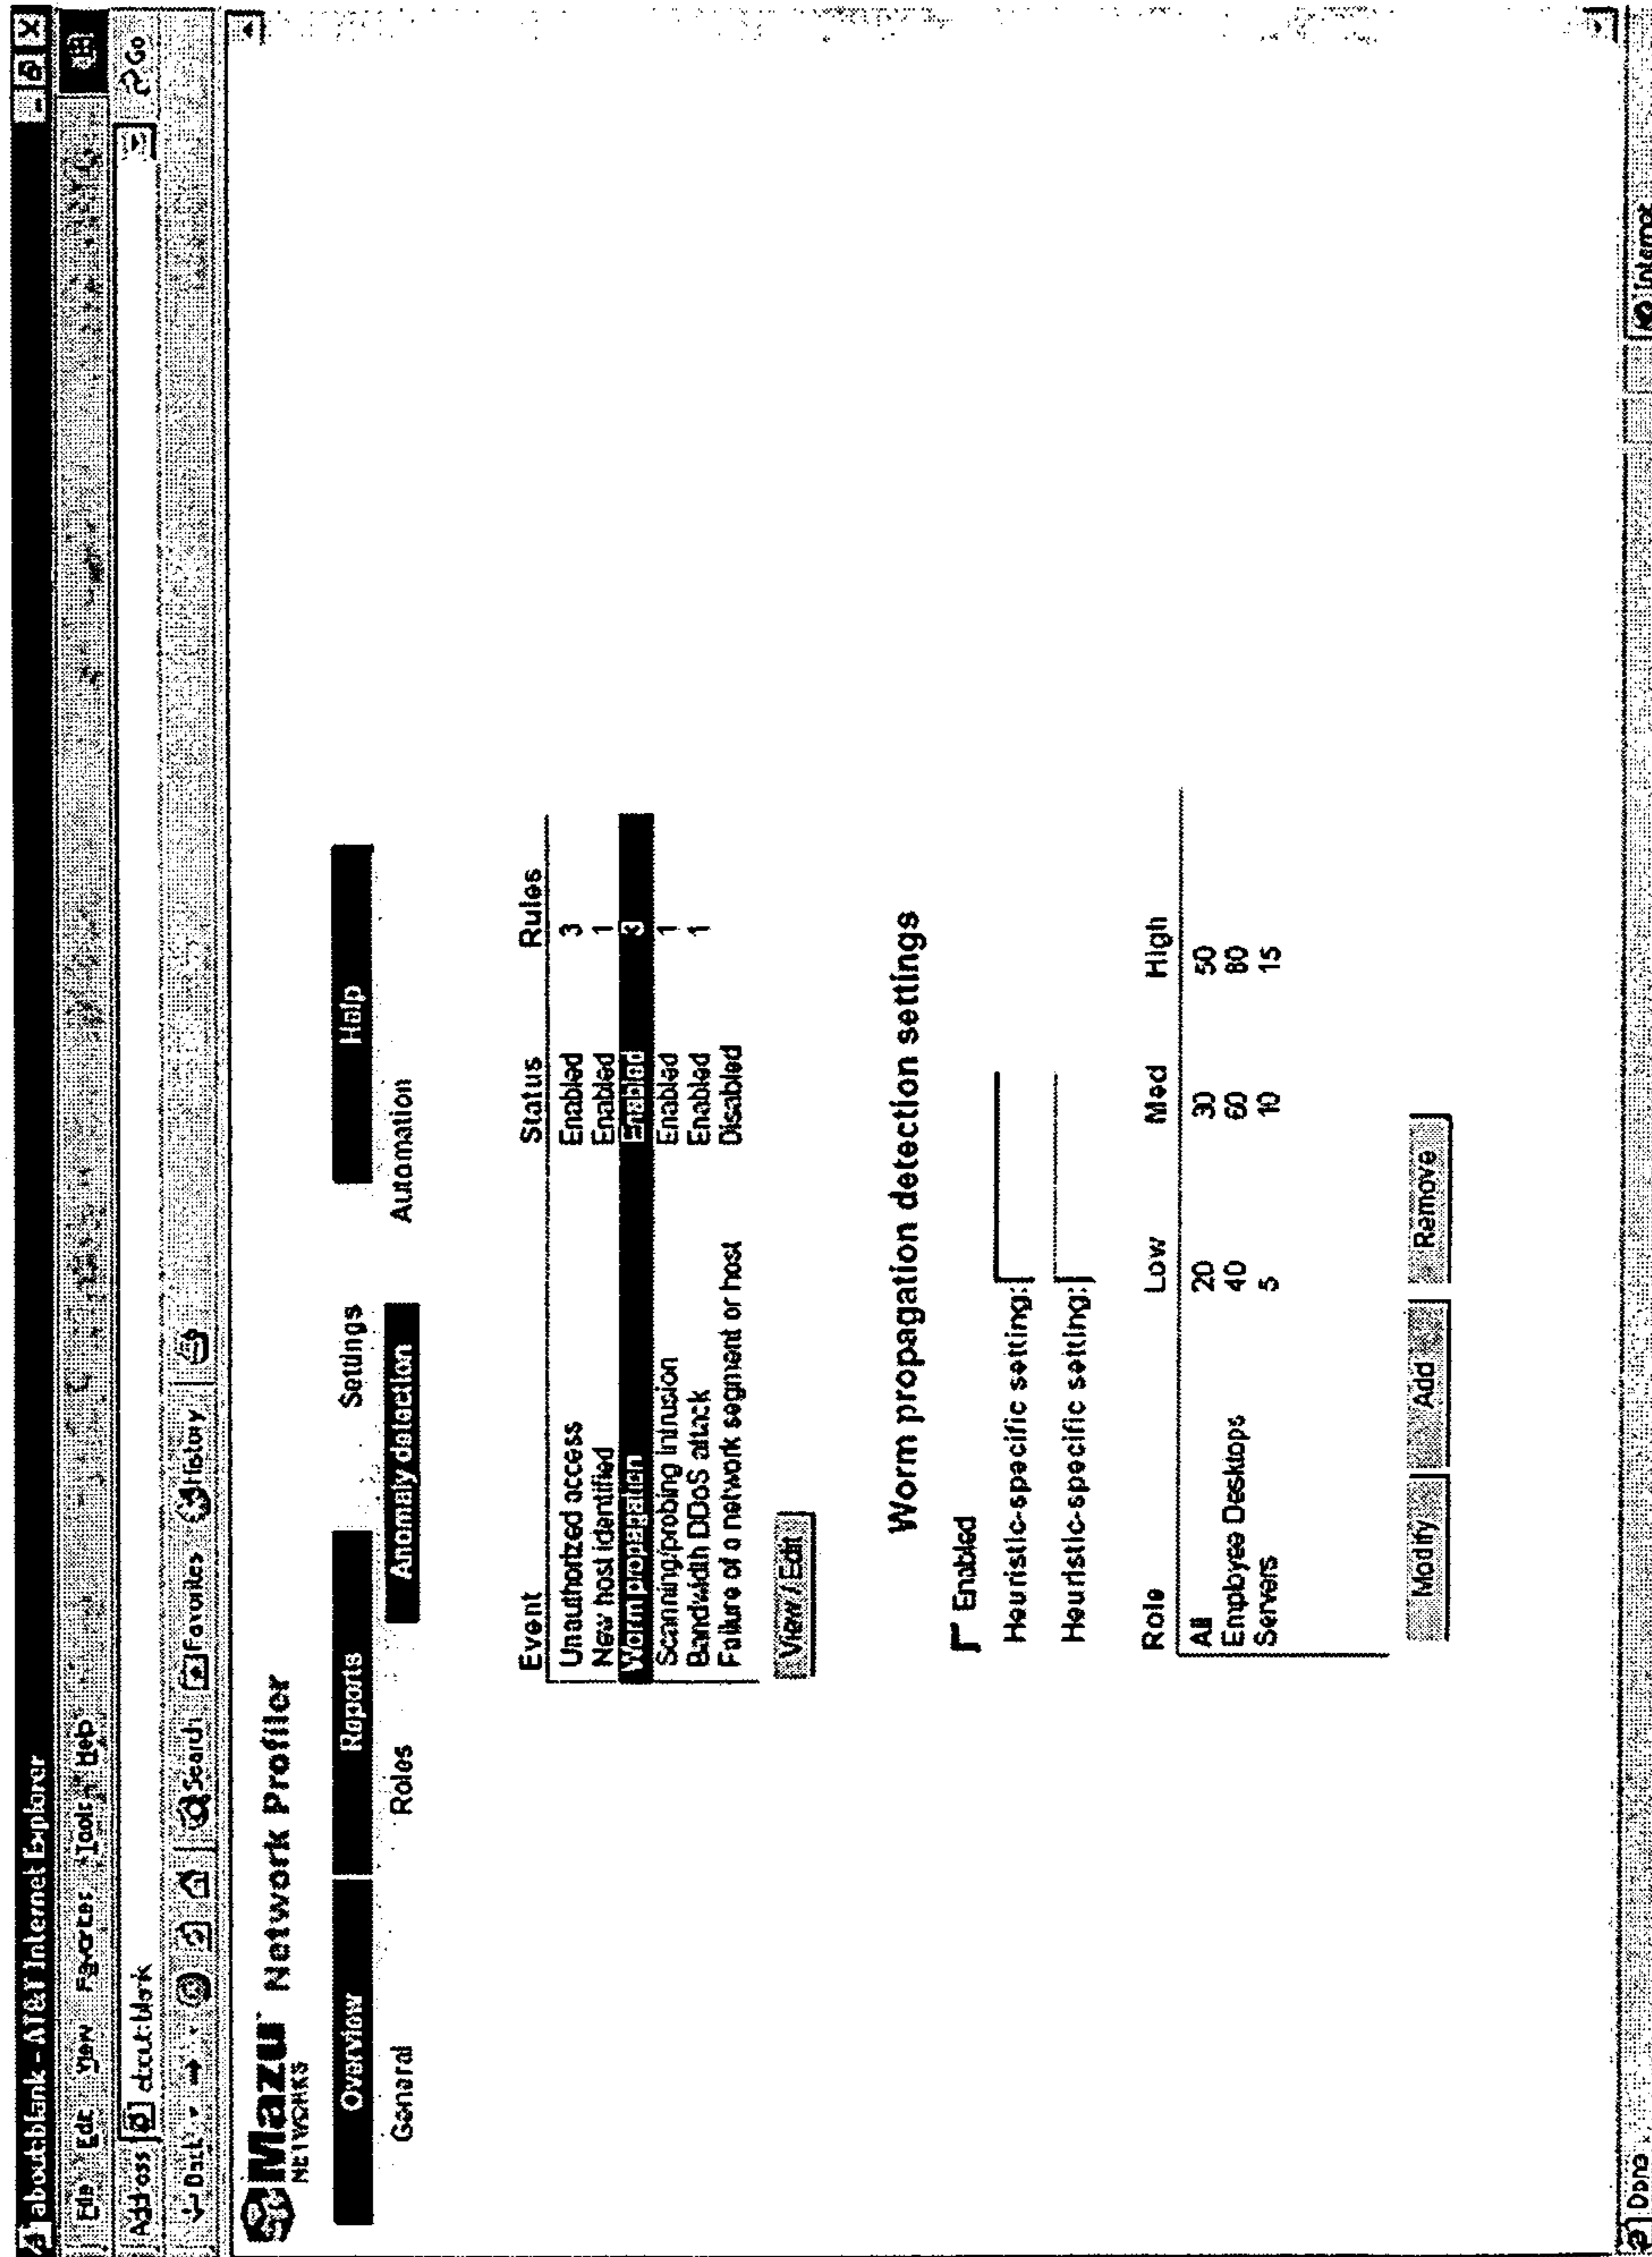 about:blank - AT&T Internet Explorer
File Edit View Favorites Tools Help
Address about:blank Go
Back Search Favorites History
Mazu Network Profiler
NETWORKS
Overview Reports Settings Help
General Roles Anomaly detection Automation
Event Status Rules
Unauthorized access Enabled 3
New host identified Enabled 1
Worm propagation Enabled 3
Scanning/probing intrusion Enabled 1
Bandwidth DDoS attack Enabled 1
Failure of a network segment or host Disabled
View / Edit
Worm propagation detection settings
Enabled
Heuristic-specific setting:
Heuristic-specific setting:
Role Low Med High
All 20 30 50
Employee Desktops 40 60 80
Servers 5 10 15
Modify Add Remove
Done Internet